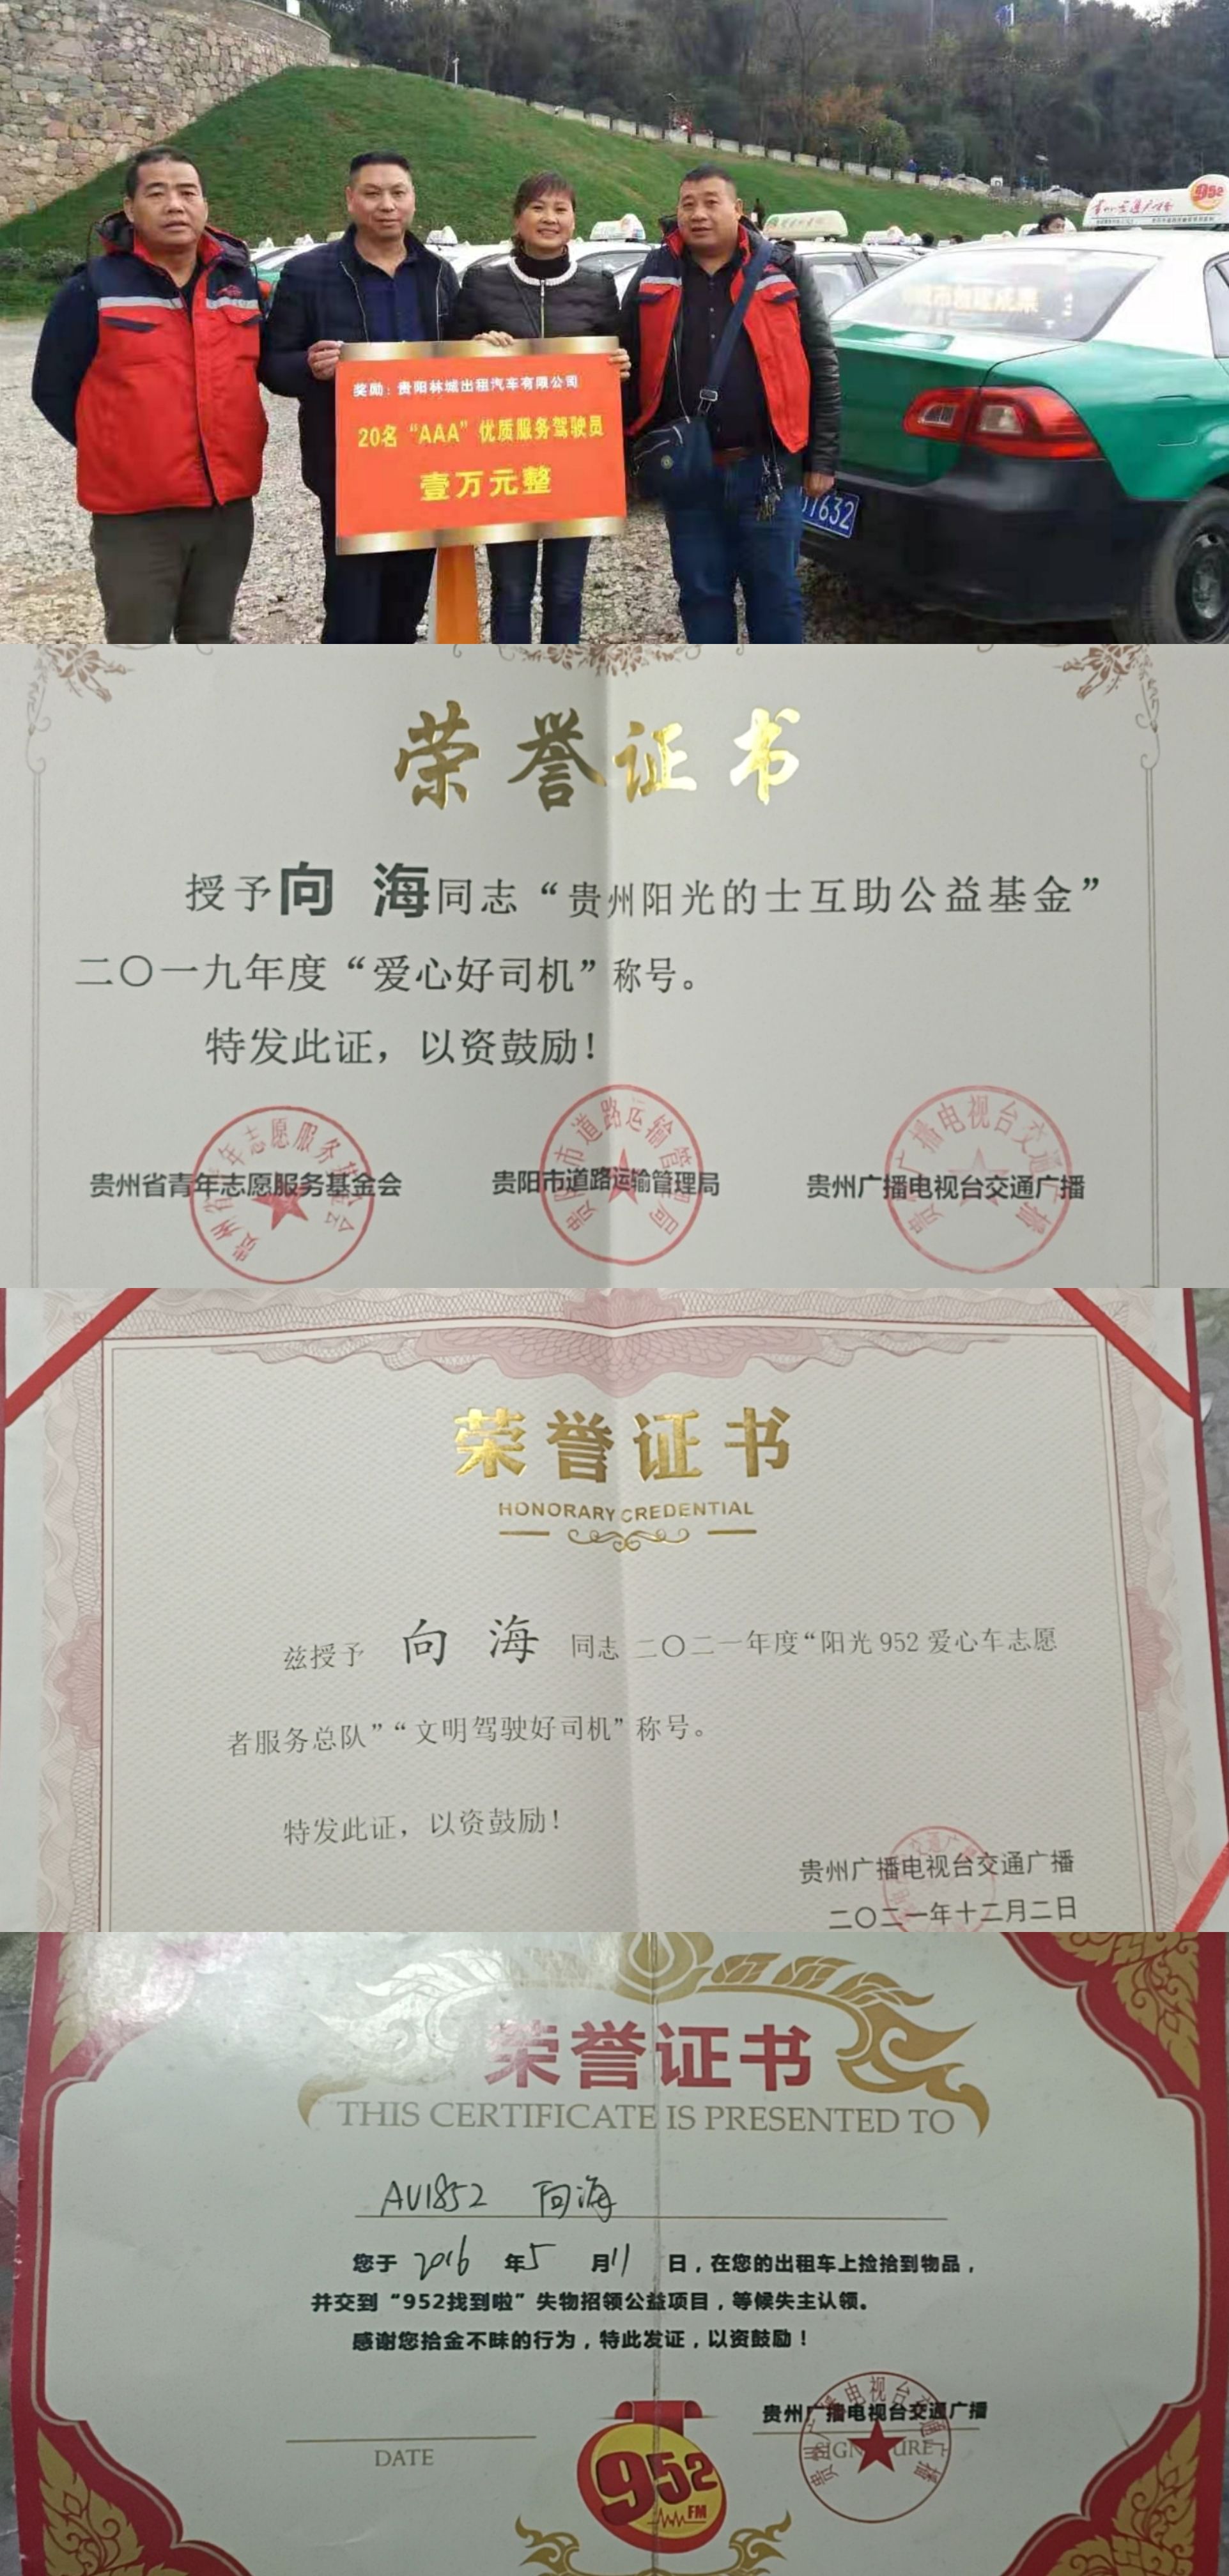 奖励：贵阳林城出租汽车有限公司
20名“AAA”优质服务驾驶员
壹万元整
952
1632
荣誉证书
授予向 海同志“贵州阳光的士互助公益基金”
二〇一九年度“爱心好司机”称号。
特发此证，以资鼓励！
贵州省青年志愿服务基金会
贵阳市道路运输管理局
贵州广播电视台交通广播
荣誉证书
HONORARY CREDENTIAL
兹授予 向 海 同志 二〇二一年度“阳光 952 爱心车志愿
者服务总队”“文明驾驶好司机”称号。
特发此证，以资鼓励！
贵州广播电视台交通广播
二〇二一年十二月二日
荣誉证书
THIS CERTIFICATE IS PRESENTED TO
AU1852 向海
您于 2016 年 5 月 11 日，在您的出租车上捡拾到物品，
并交到“952找到啦”失物招领公益项目，等候失主认领。
感谢您拾金不昧的行为，特此发证，以资鼓励！
贵州广播电视台交通广播
DATE
SIGNATURE
952
FM